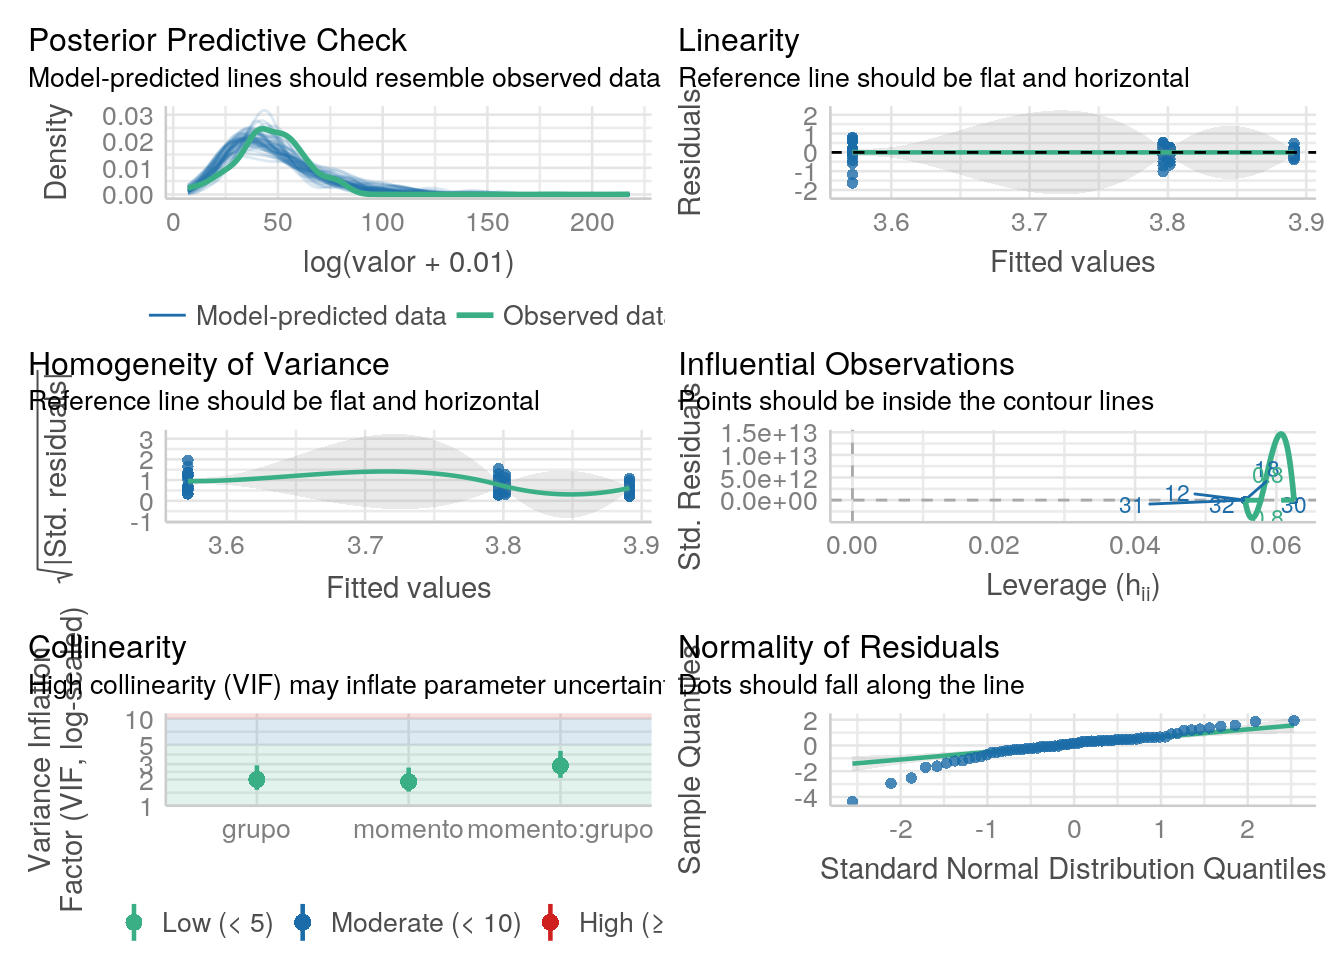 Posterior Predictive Check
Model-predicted lines should resemble observed data
Density
0.03
0.02
0.01
0.00
0 50 100 150 200
log(valor + 0.01)
Model-predicted data Observed data
Linearity
Reference line should be flat and horizontal
Residuals
2
1
0
-1
-2
3.6 3.7 3.8 3.9
Fitted values
Homogeneity of Variance
Reference line should be flat and horizontal
√|Std. residuals|
3
2
1
0
-1
3.6 3.7 3.8 3.9
Fitted values
Influential Observations
Points should be inside the contour lines
Std. Residuals
1.5e+13
1.0e+13
5.0e+12
0.0e+00
18
0.8
12
31 32 30
0.8
0.00 0.02 0.04 0.06
Leverage (hii)
Collinearity
High collinearity (VIF) may inflate parameter uncertain
Variance Inflation
Factor (VIF, log-scaled)
10
5
3
2
1
grupo momento momento:grupo
Low (< 5) Moderate (< 10) High (≥
Normality of Residuals
Dots should fall along the line
Sample Quantiles
2
0
-2
-4
-2 -1 0 1 2
Standard Normal Distribution Quantiles